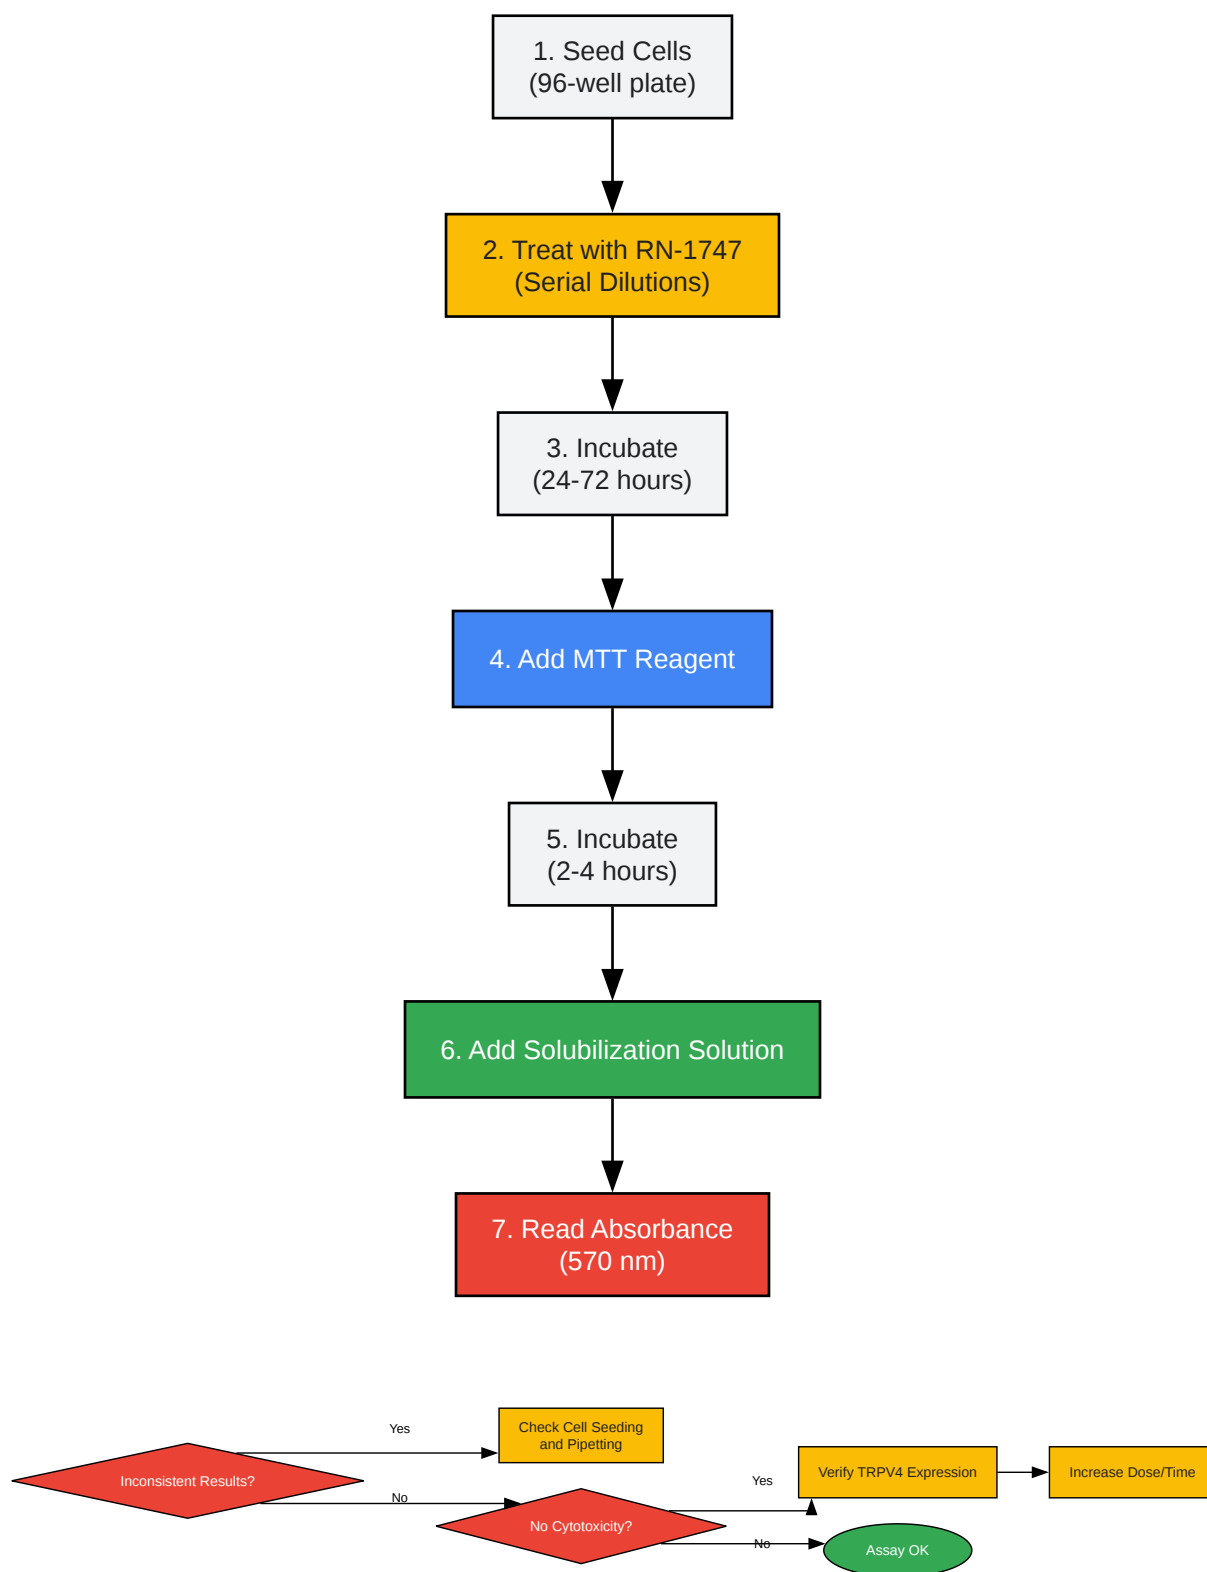 1. Seed Cells
(96-well plate)
2. Treat with RN-1747
(Serial Dilutions)
3. Incubate
(24-72 hours)
4. Add MTT Reagent
5. Incubate
(2-4 hours)
6. Add Solubilization Solution
7. Read Absorbance
(570 nm)
Inconsistent Results?
Yes
Check Cell Seeding
and Pipetting
No
No Cytotoxicity?
Yes
Verify TRPV4 Expression
Increase Dose/Time
No
Assay OK